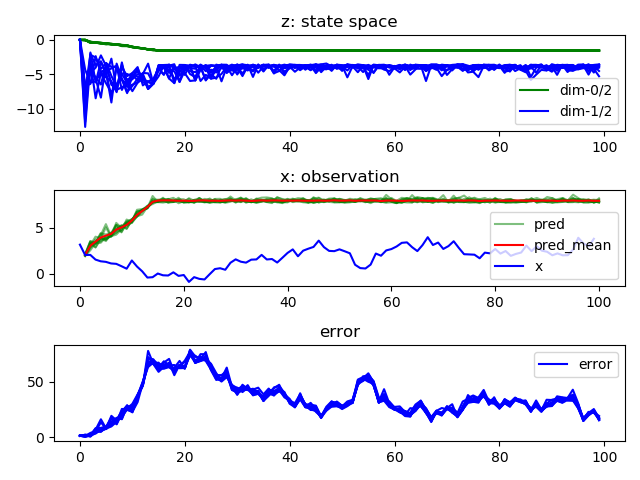 z: state space
0
−5
−10
dim-0/2
dim-1/2
0 20 40 60 80 100
x: observation
5
0
pred
pred_mean
x
0 20 40 60 80 100
error
50
0
error
0 20 40 60 80 100